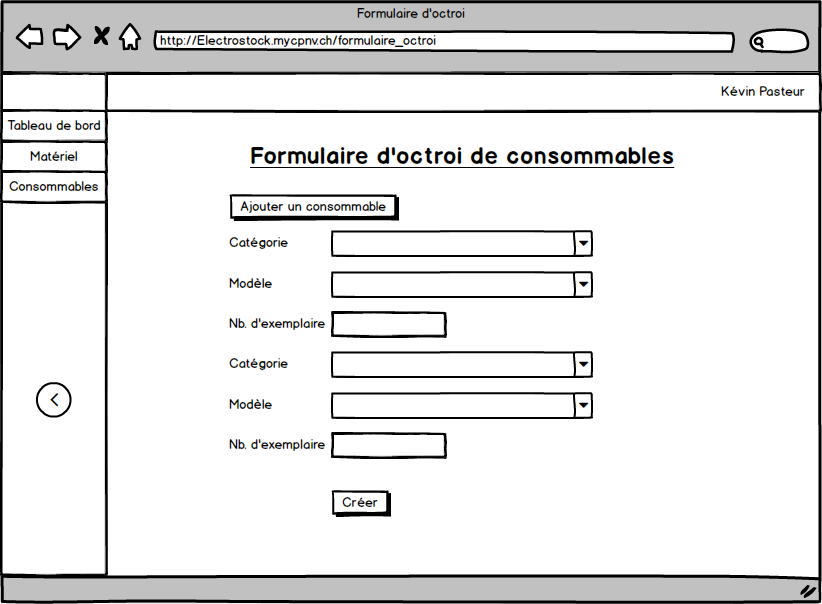 Formulaire d'octroi
http://Electrostock.mycpnv.ch/formulaire_octroi
Kévin Pasteur
Tableau de bord
Matériel
Consommables
Formulaire d'octroi de consommables
Ajouter un consommable
Catégorie
Modèle
Nb. d'exemplaire
Catégorie
Modèle
Nb. d'exemplaire
Créer